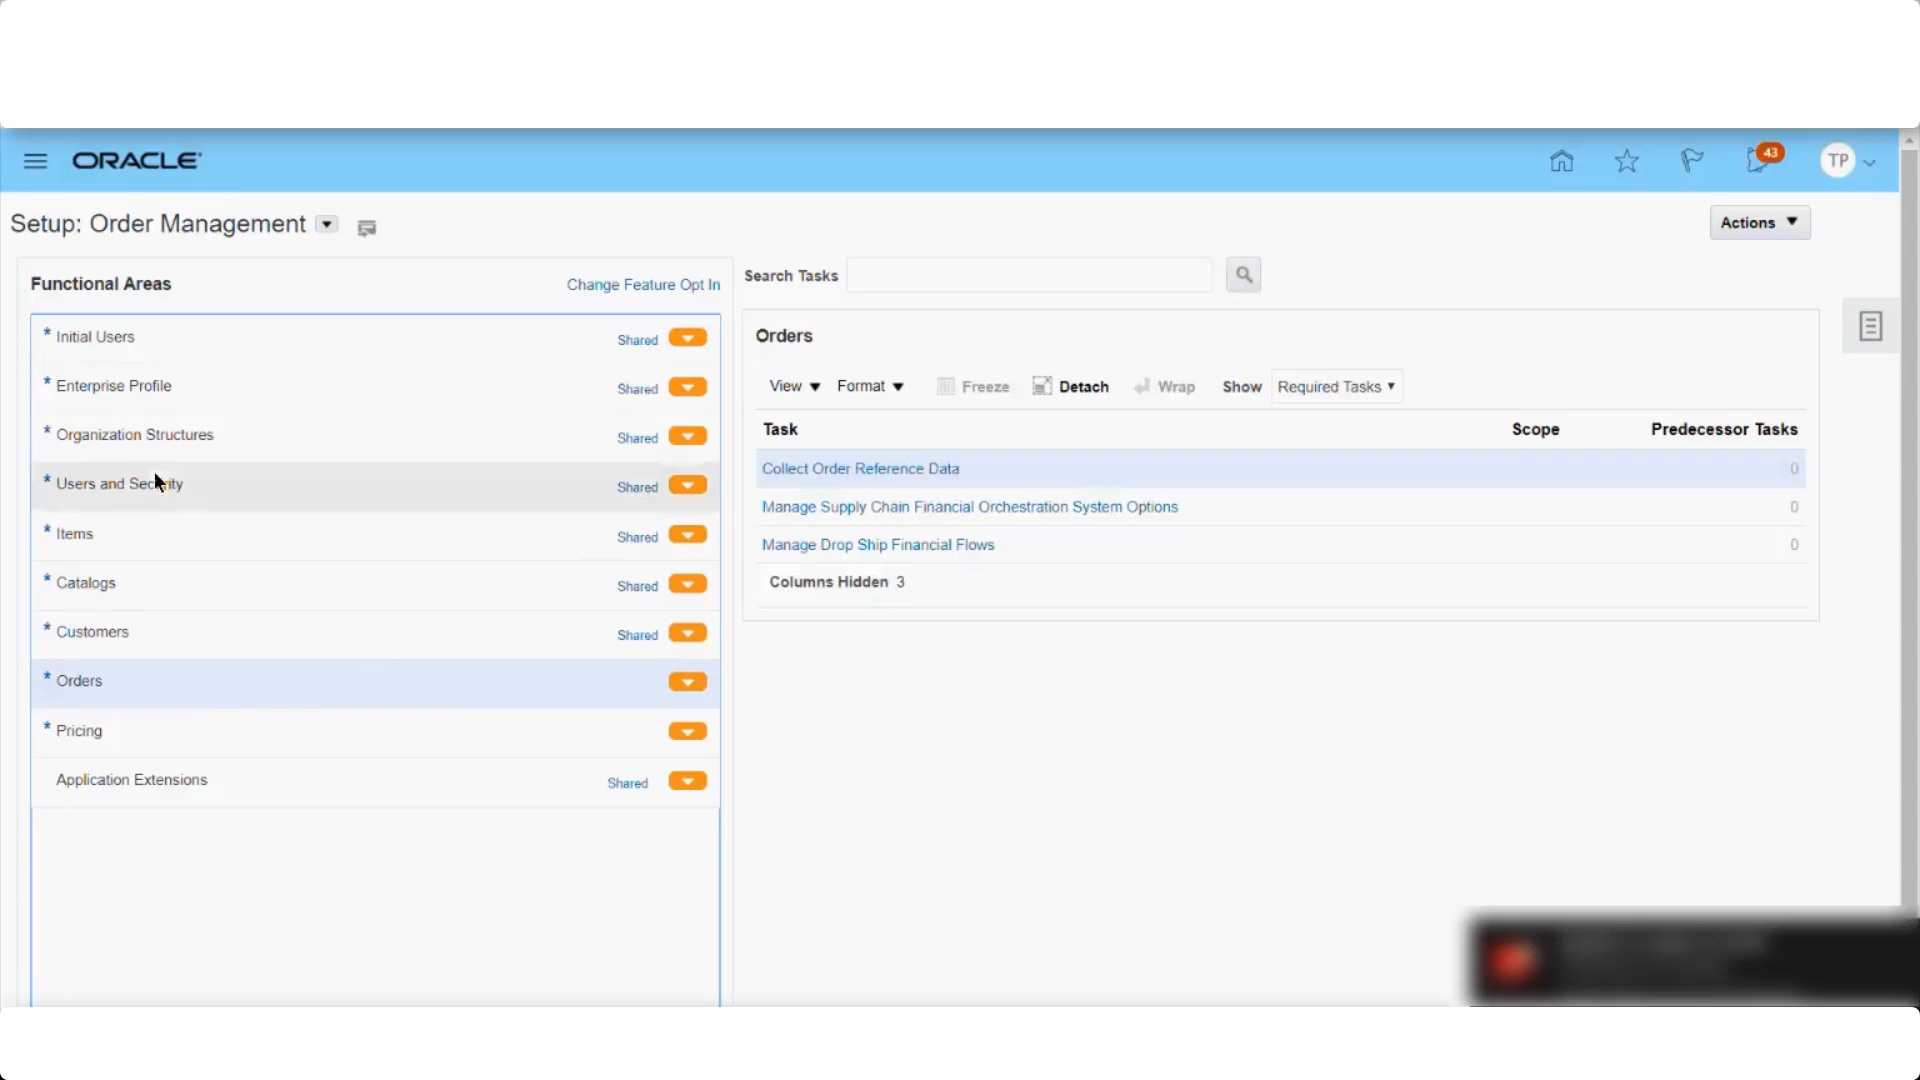 ORACLE
43
TP
Setup: Order Management
Actions
Functional Areas
Change Feature Opt In
* Initial Users Shared
* Enterprise Profile Shared
* Organization Structures Shared
* Users and Security Shared
* Items Shared
* Catalogs Shared
* Customers Shared
* Orders
* Pricing
Application Extensions Shared
Search Tasks
Orders
View Format Freeze Detach Wrap Show Required Tasks
Task Scope Predecessor Tasks
Collect Order Reference Data 0
Manage Supply Chain Financial Orchestration System Options 0
Manage Drop Ship Financial Flows 0
Columns Hidden 3